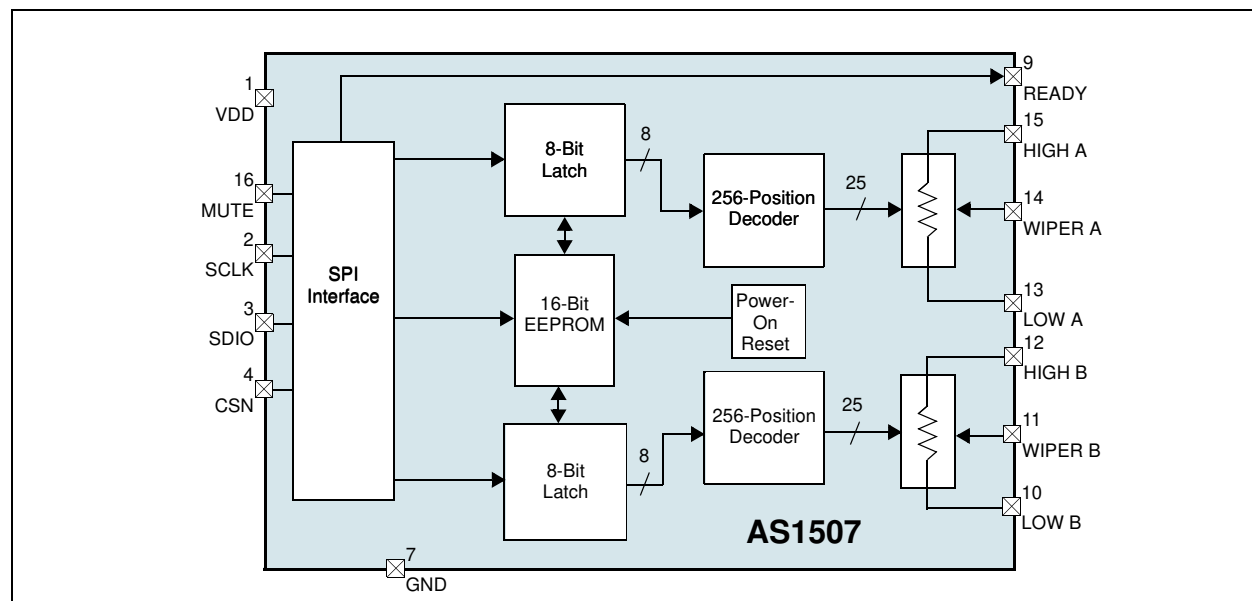 9
READY
1
VDD
15
HIGH A
8-Bit
Latch
8
256-Position
Decoder
25
16
MUTE
14
WIPER A
2
SCLK
SPI
Interface
16-Bit
EEPROM
Power-
On
Reset
13
LOW A
3
SDIO
12
HIGH B
4
CSN
8-Bit
Latch
8
256-Position
Decoder
25
11
WIPER B
10
LOW B
AS1507
7
GND